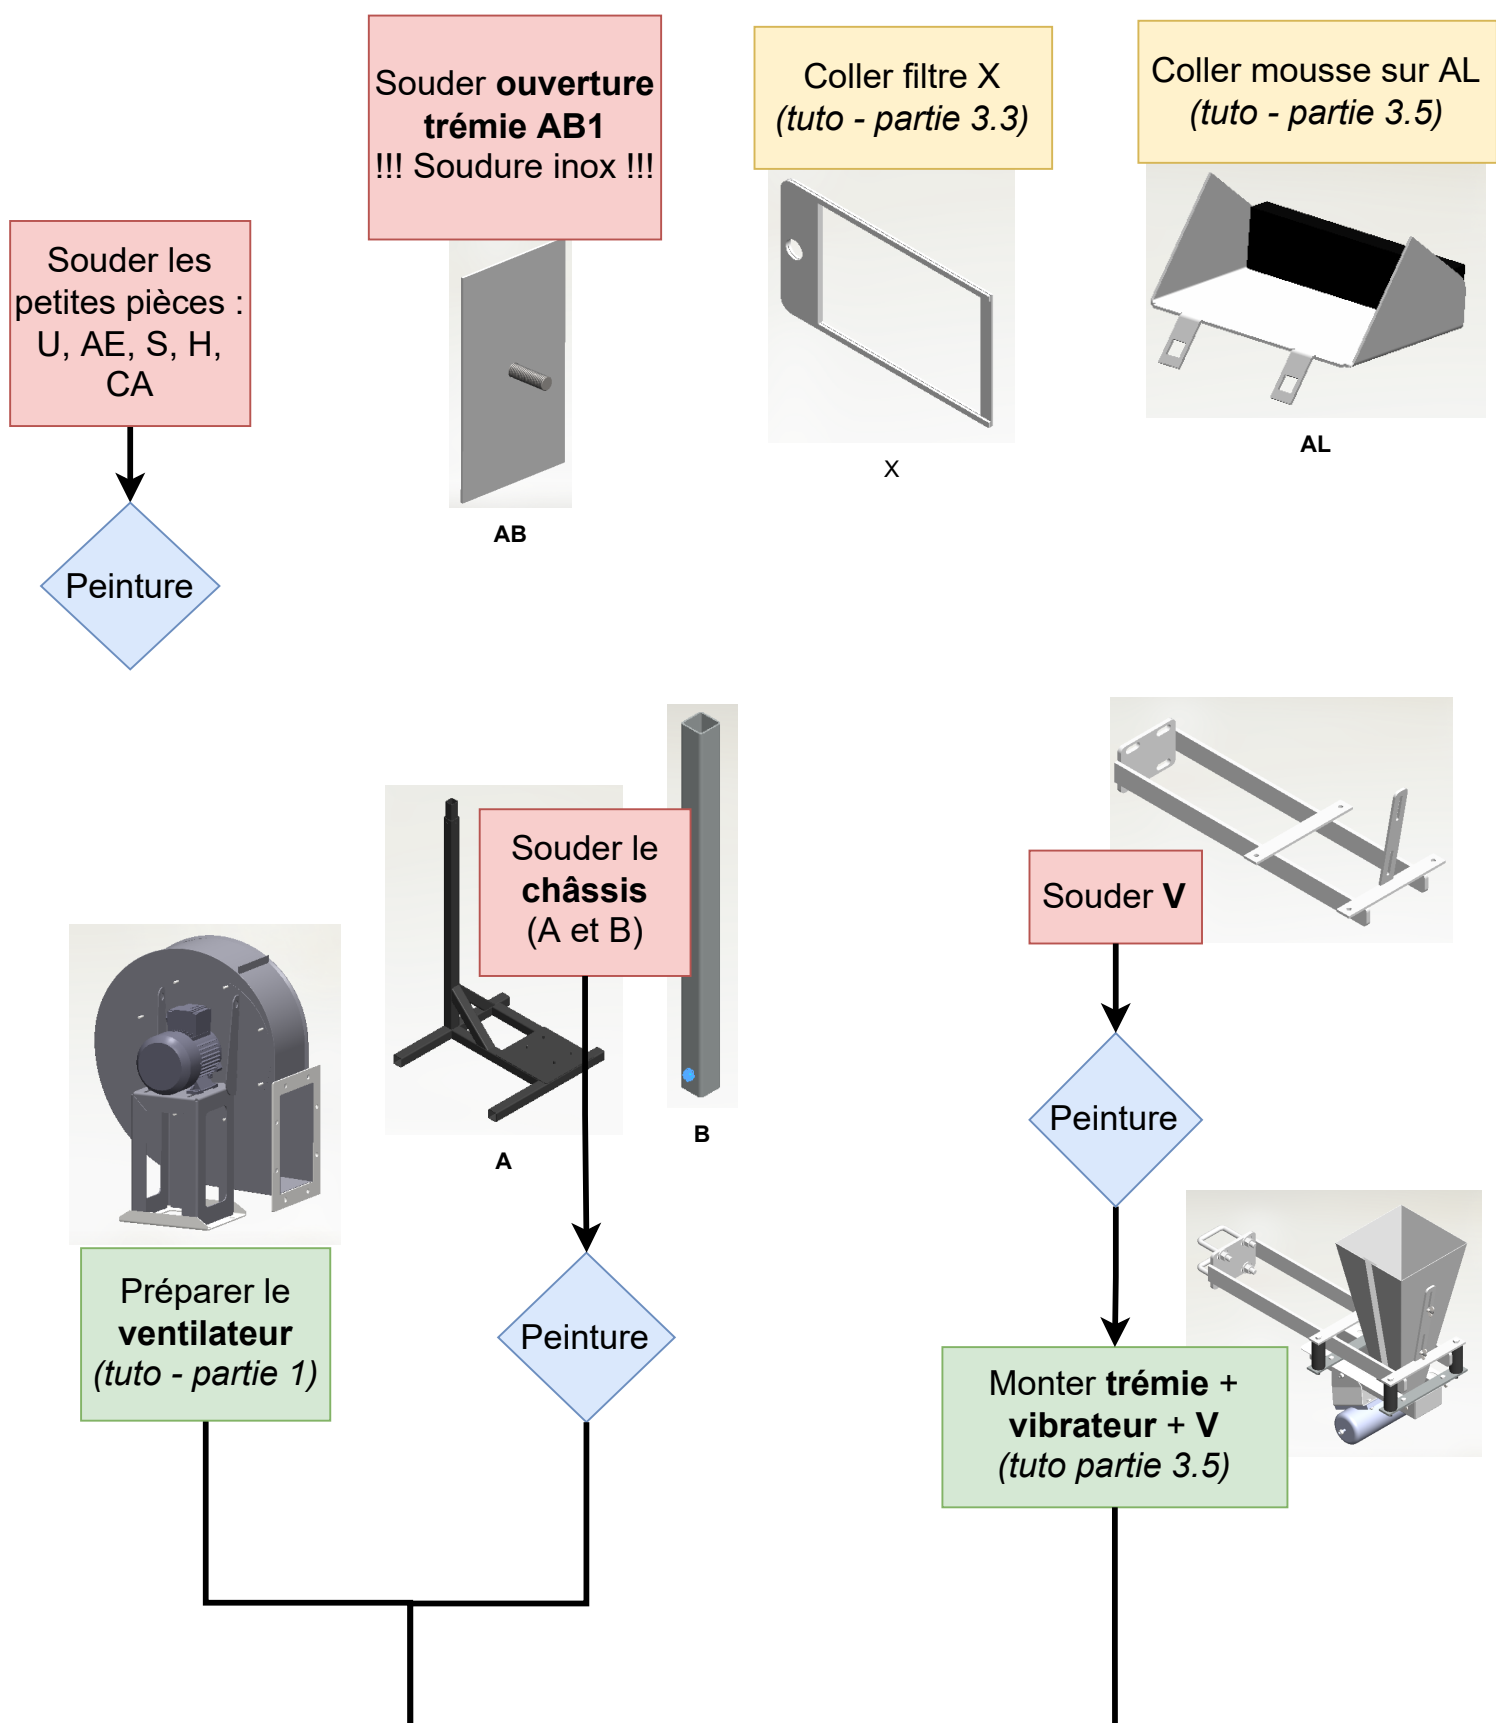 Souder ouverture
trémie AB1
!!! Soudure inox !!!
Coller filtre X
(tuto - partie 3.3)
Coller mousse sur AL
(tuto - partie 3.5)
Souder les
petites pièces :
U, AE, S, H,
CA
AL
X
AB
Peinture
Souder le
châssis
(A et B)
Souder V
Peinture
B
A
Préparer le
ventilateur
(tuto - partie 1)
Peinture
Monter trémie +
vibrateur + V
(tuto partie 3.5)